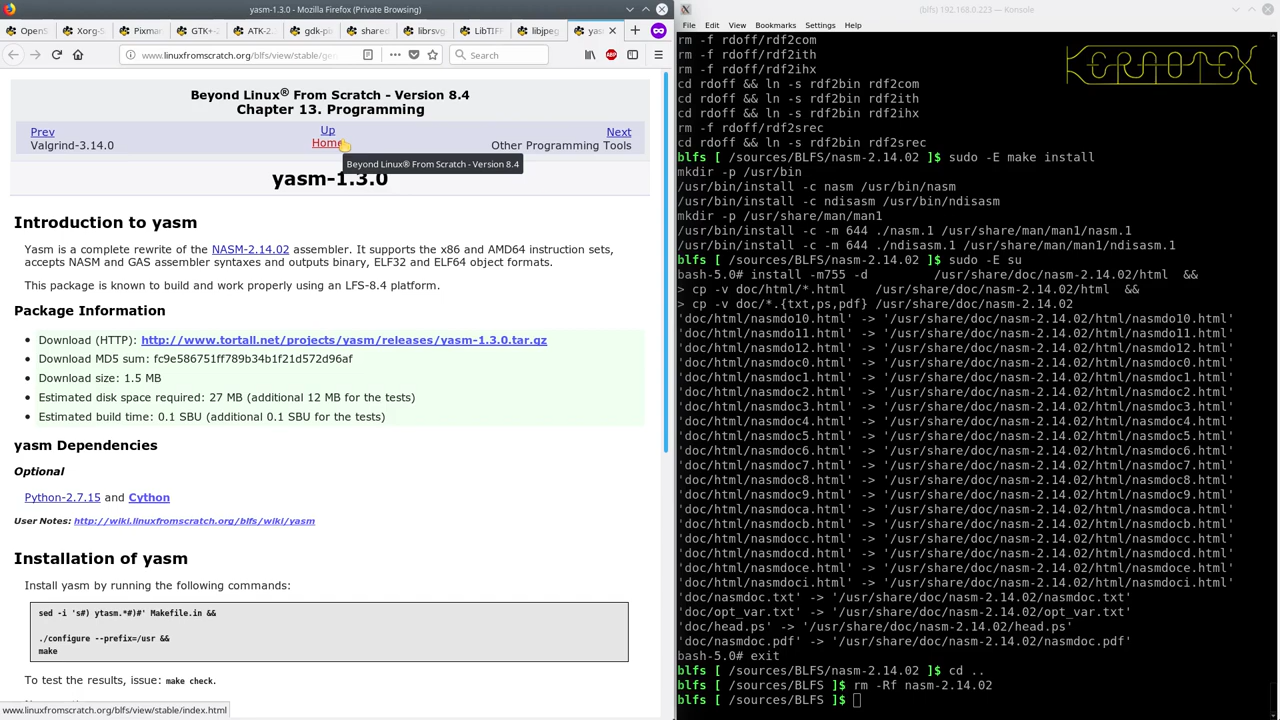 yasm-1.3.0 - Mozilla Firefox (Private Browsing)
OpenS
Xorg-S
Pixman
GTK+-2
ATK-2.
gdk-pi
shared
librsvg
LibTIFF
libjpeg
yas
www.linuxfromscratch.org/blfs/view/stable/ge
Search
Beyond Linux® From Scratch - Version 8.4
Chapter 13. Programming
Prev
Up
Next
Valgrind-3.14.0
Home
Other Programming Tools
Beyond Linux® From Scratch - Version 8.4
yasm-1.3.0
Introduction to yasm
Yasm is a complete rewrite of the NASM-2.14.02 assembler. It supports the x86 and AMD64 instruction sets,
accepts NASM and GAS assembler syntaxes and outputs binary, ELF32 and ELF64 object formats.
This package is known to build and work properly using an LFS-8.4 platform.
Package Information
Download (HTTP): http://www.tortall.net/projects/yasm/releases/yasm-1.3.0.tar.gz
Download MD5 sum: fc9e586751ff789b34b1f21d572d96af
Download size: 1.5 MB
Estimated disk space required: 27 MB (additional 12 MB for the tests)
Estimated build time: 0.1 SBU (additional 0.1 SBU for the tests)
yasm Dependencies
Optional
Python-2.7.15 and Cython
User Notes: http://wiki.linuxfromscratch.org/blfs/wiki/yasm
Installation of yasm
Install yasm by running the following commands:
sed -i 's#) ytasm.*#)#' Makefile.in &&
./configure --prefix=/usr &&
make
To test the results, issue: make check.
www.linuxfromscratch.org/blfs/view/stable/index.html
(blfs) 192.168.0.223 — Konsole
File Edit View Bookmarks Settings Help
KERAOTEX
rm -f rdoff/rdf2com
rm -f rdoff/rdf2ith
rm -f rdoff/rdf2ihx
cd rdoff && ln -s rdf2bin rdf2com
cd rdoff && ln -s rdf2bin rdf2ith
cd rdoff && ln -s rdf2bin rdf2ihx
rm -f rdoff/rdf2srec
cd rdoff && ln -s rdf2bin rdf2srec
blfs [ /sources/BLFS/nasm-2.14.02 ]$ sudo -E make install
mkdir -p /usr/bin
/usr/bin/install -c nasm /usr/bin/nasm
/usr/bin/install -c ndisasm /usr/bin/ndisasm
mkdir -p /usr/share/man/man1
/usr/bin/install -c -m 644 ./nasm.1 /usr/share/man/man1/nasm.1
/usr/bin/install -c -m 644 ./ndisasm.1 /usr/share/man/man1/ndisasm.1
blfs [ /sources/BLFS/nasm-2.14.02 ]$ sudo -E su
bash-5.0# install -m755 -d /usr/share/doc/nasm-2.14.02/html &&
> cp -v doc/html/*.html /usr/share/doc/nasm-2.14.02/html &&
> cp -v doc/*.{txt,ps,pdf} /usr/share/doc/nasm-2.14.02
'doc/html/nasmdo10.html' -> '/usr/share/doc/nasm-2.14.02/html/nasmdo10.html'
'doc/html/nasmdo11.html' -> '/usr/share/doc/nasm-2.14.02/html/nasmdo11.html'
'doc/html/nasmdo12.html' -> '/usr/share/doc/nasm-2.14.02/html/nasmdo12.html'
'doc/html/nasmdoc0.html' -> '/usr/share/doc/nasm-2.14.02/html/nasmdoc0.html'
'doc/html/nasmdoc1.html' -> '/usr/share/doc/nasm-2.14.02/html/nasmdoc1.html'
'doc/html/nasmdoc2.html' -> '/usr/share/doc/nasm-2.14.02/html/nasmdoc2.html'
'doc/html/nasmdoc3.html' -> '/usr/share/doc/nasm-2.14.02/html/nasmdoc3.html'
'doc/html/nasmdoc4.html' -> '/usr/share/doc/nasm-2.14.02/html/nasmdoc4.html'
'doc/html/nasmdoc5.html' -> '/usr/share/doc/nasm-2.14.02/html/nasmdoc5.html'
'doc/html/nasmdoc6.html' -> '/usr/share/doc/nasm-2.14.02/html/nasmdoc6.html'
'doc/html/nasmdoc7.html' -> '/usr/share/doc/nasm-2.14.02/html/nasmdoc7.html'
'doc/html/nasmdoc8.html' -> '/usr/share/doc/nasm-2.14.02/html/nasmdoc8.html'
'doc/html/nasmdoc9.html' -> '/usr/share/doc/nasm-2.14.02/html/nasmdoc9.html'
'doc/html/nasmdoca.html' -> '/usr/share/doc/nasm-2.14.02/html/nasmdoca.html'
'doc/html/nasmdocb.html' -> '/usr/share/doc/nasm-2.14.02/html/nasmdocb.html'
'doc/html/nasmdocc.html' -> '/usr/share/doc/nasm-2.14.02/html/nasmdocc.html'
'doc/html/nasmdocd.html' -> '/usr/share/doc/nasm-2.14.02/html/nasmdocd.html'
'doc/html/nasmdoce.html' -> '/usr/share/doc/nasm-2.14.02/html/nasmdoce.html'
'doc/html/nasmdoci.html' -> '/usr/share/doc/nasm-2.14.02/html/nasmdoci.html'
'doc/nasmdoc.txt' -> '/usr/share/doc/nasm-2.14.02/nasmdoc.txt'
'doc/opt_var.txt' -> '/usr/share/doc/nasm-2.14.02/opt_var.txt'
'doc/head.ps' -> '/usr/share/doc/nasm-2.14.02/head.ps'
'doc/nasmdoc.pdf' -> '/usr/share/doc/nasm-2.14.02/nasmdoc.pdf'
bash-5.0# exit
blfs [ /sources/BLFS/nasm-2.14.02 ]$ cd ..
blfs [ /sources/BLFS ]$ rm -Rf nasm-2.14.02
blfs [ /sources/BLFS ]$